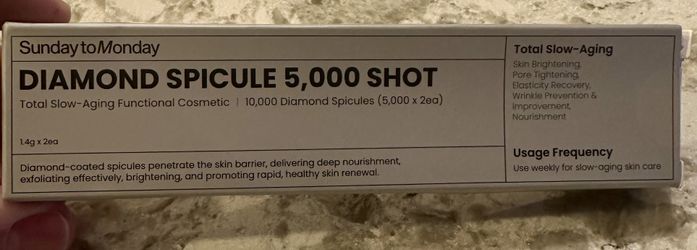 Sunday to Monday
DIAMOND SPICULE 5,000 SHOT
Total Slow-Aging Functional Cosmetic | 10,000 Diamond Spicules (5,000 x 2ea)
1.4g x 2ea
Diamond-coated spicules penetrate the skin barrier, delivering deep nourishment,
exfoliating effectively, brightening, and promoting rapid, healthy skin renewal.
Total Slow-Aging
Skin Brightening,
Pore Tightening,
Elasticity Recovery,
Wrinkle Prevention &
Improvement,
Nourishment
Usage Frequency
Use weekly for slow-aging skin care